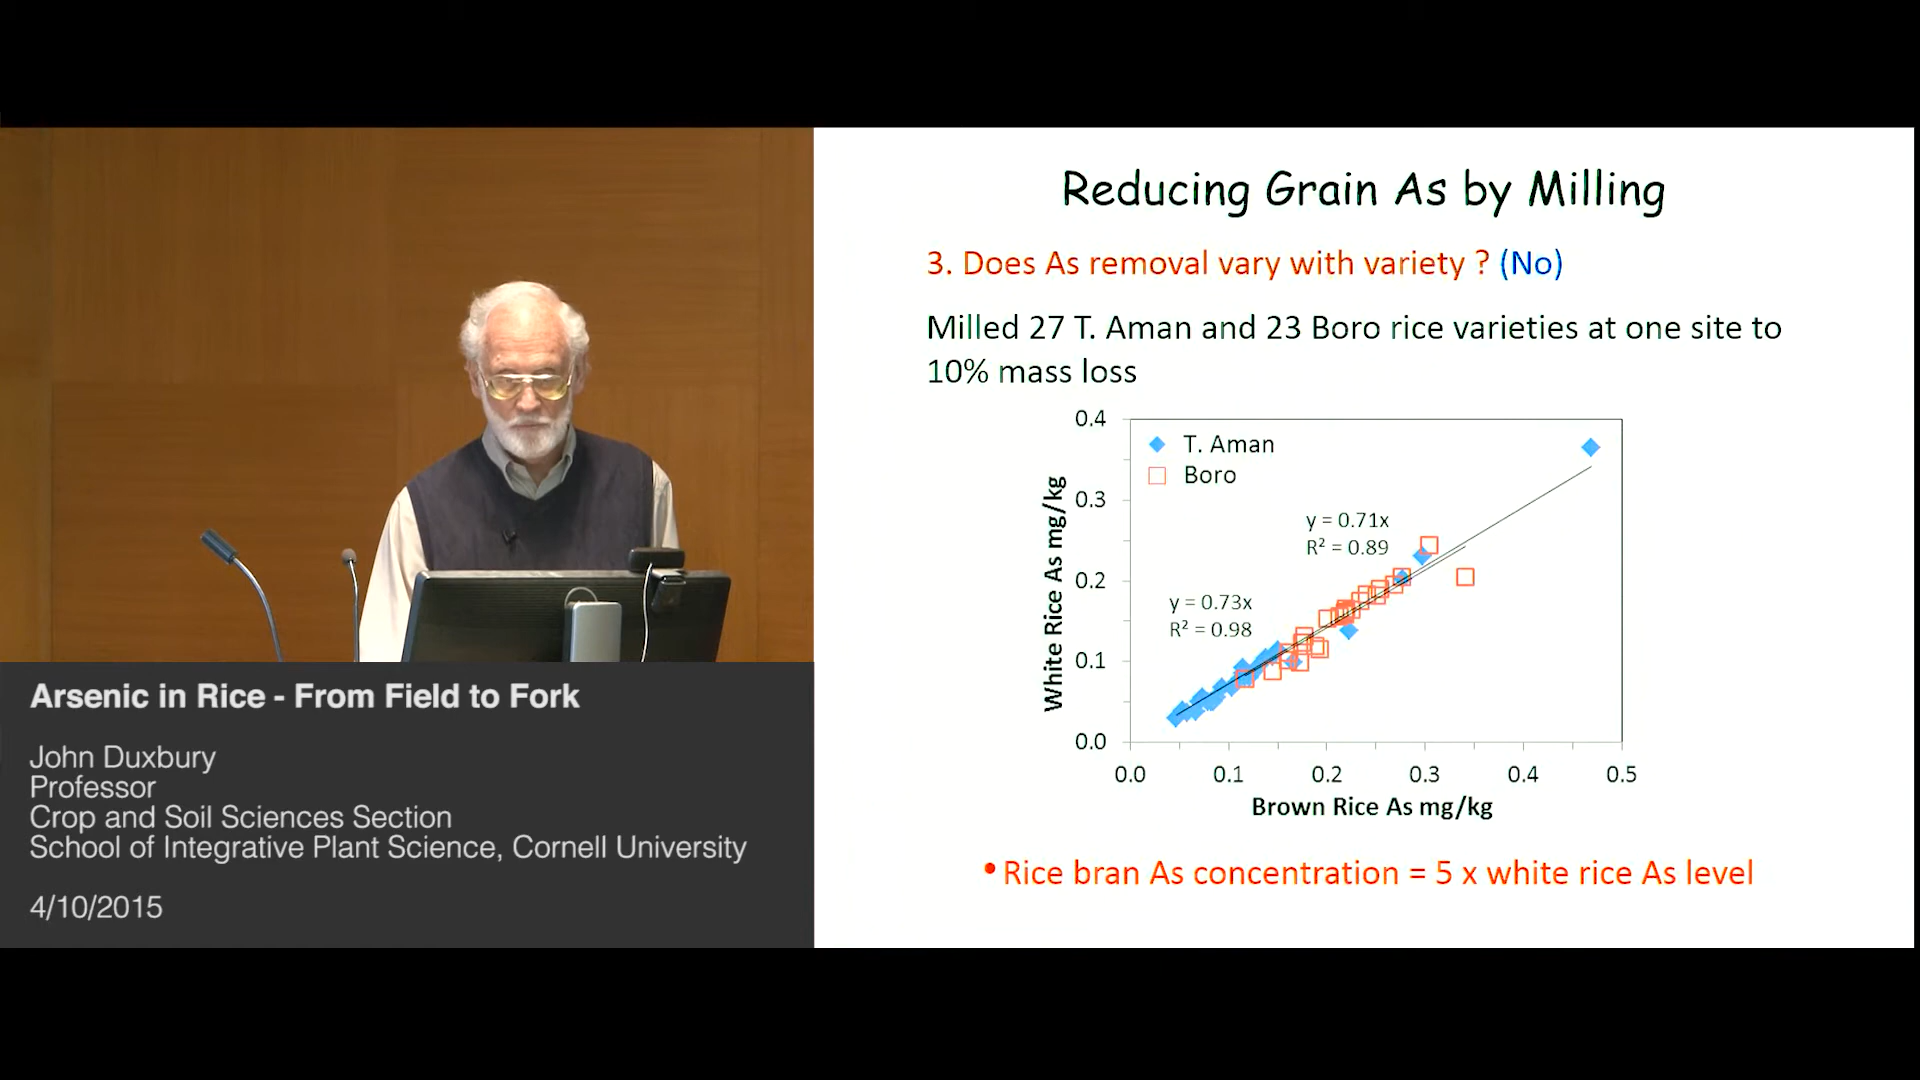 Reducing Grain As by Milling
3. Does As removal vary with variety ? (No)
Milled 27 T. Aman and 23 Boro rice varieties at one site to
10% mass loss
0.4
0.3
0.2
0.1
0.0
White Rice As mg/kg
T. Aman
Boro
y = 0.71x
R² = 0.89
y = 0.73x
R² = 0.98
0.0 0.1 0.2 0.3 0.4 0.5
Brown Rice As mg/kg
• Rice bran As concentration = 5 x white rice As level
Arsenic in Rice - From Field to Fork
John Duxbury
Professor
Crop and Soil Sciences Section
School of Integrative Plant Science, Cornell University
4/10/2015